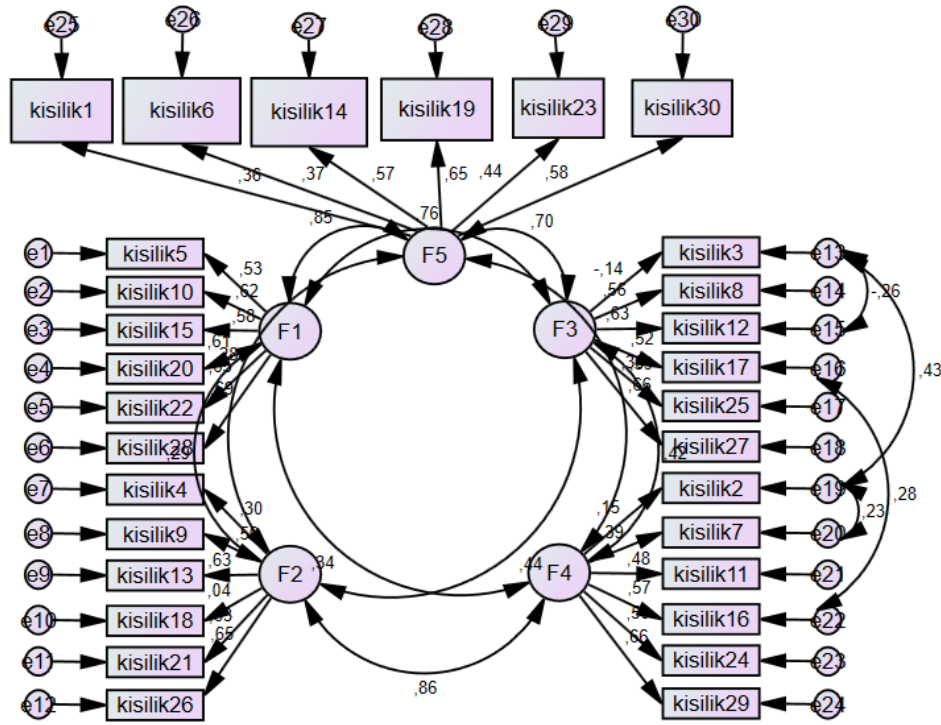 e25 e26 e27 e28 e29 e30
kisilik1 kisilik6 kisilik14 kisilik19 kisilik23 kisilik30
,36 ,37 ,57 ,65 ,44 ,58
,85 ,76 ,70
F5
e1 kisilik5 ,53 -,14 kisilik3 e13
e2 kisilik10 ,62 ,56 kisilik8 e14 -,26
e3 kisilik15 ,58 F1 F3 ,63 kisilik12 e15
e4 kisilik20 ,61 ,52 kisilik17 e16 ,43
e5 kisilik22 ,69 ,66 kisilik25 e17
e6 kisilik28 ,29 ,42 kisilik27 e18
e7 kisilik4 ,30 ,15 kisilik2 e19 ,28
e8 kisilik9 ,39 kisilik7 e20 ,23
e9 kisilik13 ,63 F2 ,34 ,44 F4 ,48 kisilik11 e21
e10 kisilik18 ,04 ,57 kisilik16 e22
e11 kisilik21 ,65 ,66 kisilik24 e23
e12 kisilik26 ,86 kisilik29 e24